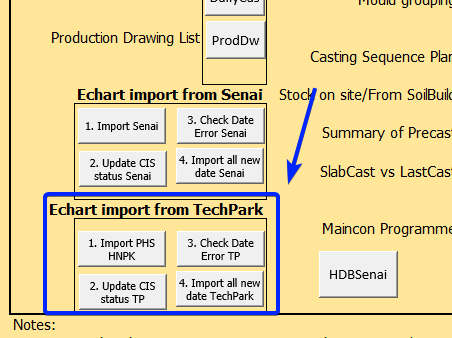 Mould grouping
Production Drawing List
ProdDw
Casting Sequence Plan
Echart import from Senai
Stock on site/From SoilBuild
1. Import Senai
3. Check Date
Error Senai
Summary of Precast
2. Update CIS
status Senai
4. Import all new
date Senai
SlabCast vs LastCast
Echart import from TechPark
Maincon Programme
1. Import PHS
HNPK
3. Check Date
Error TP
HDBSenai
2. Update CIS
status TP
4. Import all new
date TechPark
Notes: